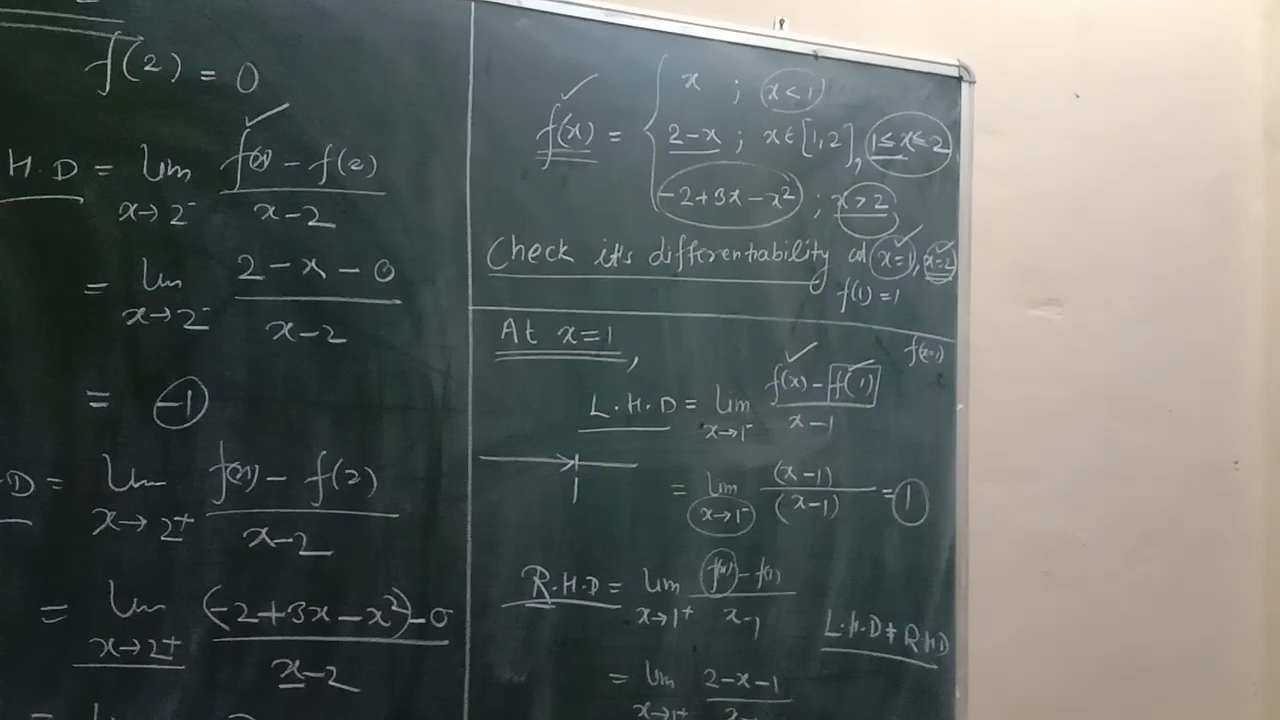 f(2) = 0
H.D = lim x→2⁻ (f(x) - f(2))/(x-2)
= lim x→2⁻ (2-x-0)/(x-2)
= -1
D = lim x→2⁺ (f(x) - f(2))/(x-2)
= lim x→2⁺ ((-2+3x-x²)-0)/(x-2)
f(x) = { x ; x<1
2-x ; x∈[1,2], 1≤x≤2
-2+3x-x² ; x>2
Check it's differentiability at x=1, x=2
f(1)=1
At x=1,
L.H.D = lim x→1⁻ (f(x)-f(1))/(x-1)
1
= lim x→1⁻ (x-1)/(x-1) = 1
R.H.D = lim x→1⁺ (f(x)-f(1))/(x-1)
L.H.D ≠ R.H.D
= lim x→1⁺ (2-x-1)/